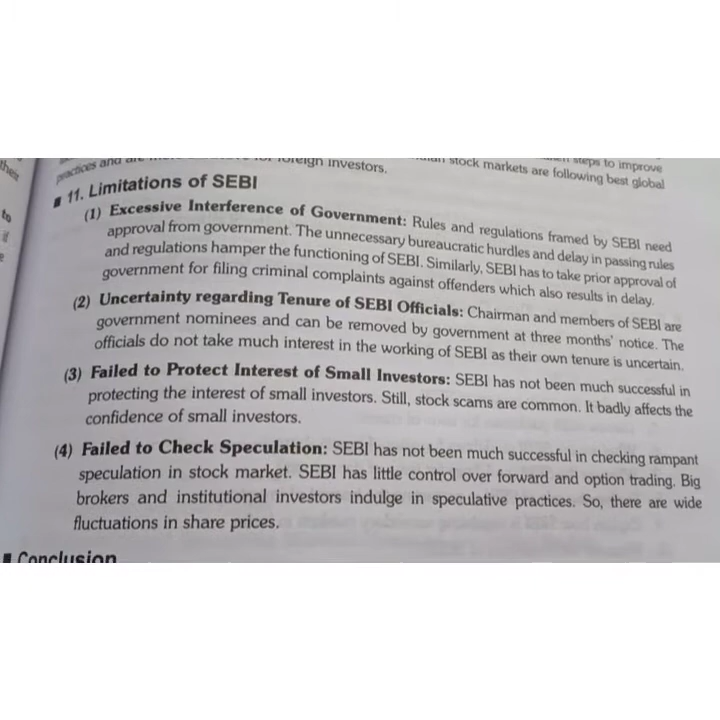 their
practices and are
for foreign investors.
steps to improve
stock markets are following best global
to
■ 11. Limitations of SEBI
(1) Excessive Interference of Government: Rules and regulations framed by SEBI need
approval from government. The unnecessary bureaucratic hurdles and delay in passing rules
and regulations hamper the functioning of SEBI. Similarly, SEBI has to take prior approval of
government for filing criminal complaints against offenders which also results in delay.
(2) Uncertainty regarding Tenure of SEBI Officials: Chairman and members of SEBI are
government nominees and can be removed by government at three months' notice. The
officials do not take much interest in the working of SEBI as their own tenure is uncertain.
(3) Failed to Protect Interest of Small Investors: SEBI has not been much successful in
protecting the interest of small investors. Still, stock scams are common. It badly affects the
confidence of small investors.
(4) Failed to Check Speculation: SEBI has not been much successful in checking rampant
speculation in stock market. SEBI has little control over forward and option trading. Big
brokers and institutional investors indulge in speculative practices. So, there are wide
fluctuations in share prices.
■ Conclusion